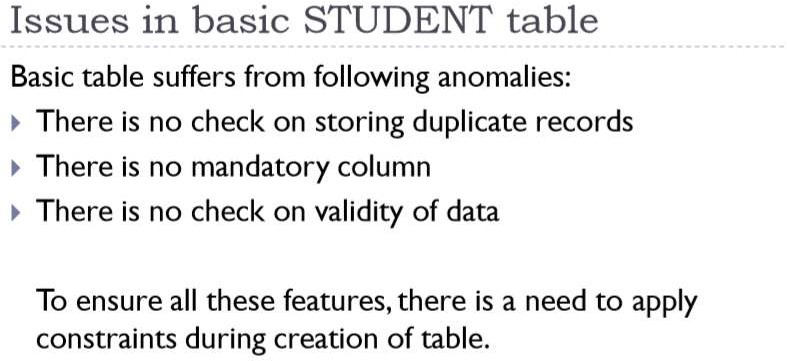 Issues in basic STUDENT table
Basic table suffers from following anomalies:
There is no check on storing duplicate records
There is no mandatory column
There is no check on validity of data
To ensure all these features, there is a need to apply
constraints during creation of table.